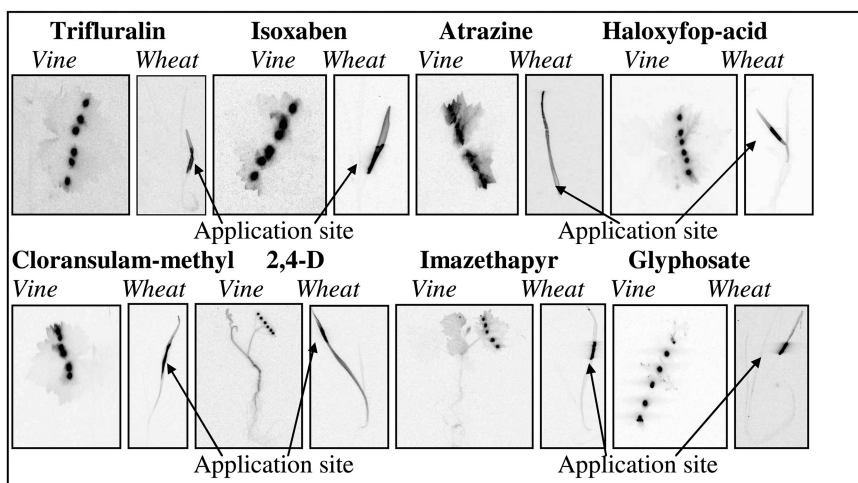 Trifluralin Isoxaben Atrazine Haloxyfop-acid
Vine Wheat Vine Wheat Vine Wheat Vine Wheat
Application site Application site
Cloransulam-methyl 2,4-D Imazethapyr Glyphosate
Vine Wheat Vine Wheat Vine Wheat Vine Wheat
Application site Application site